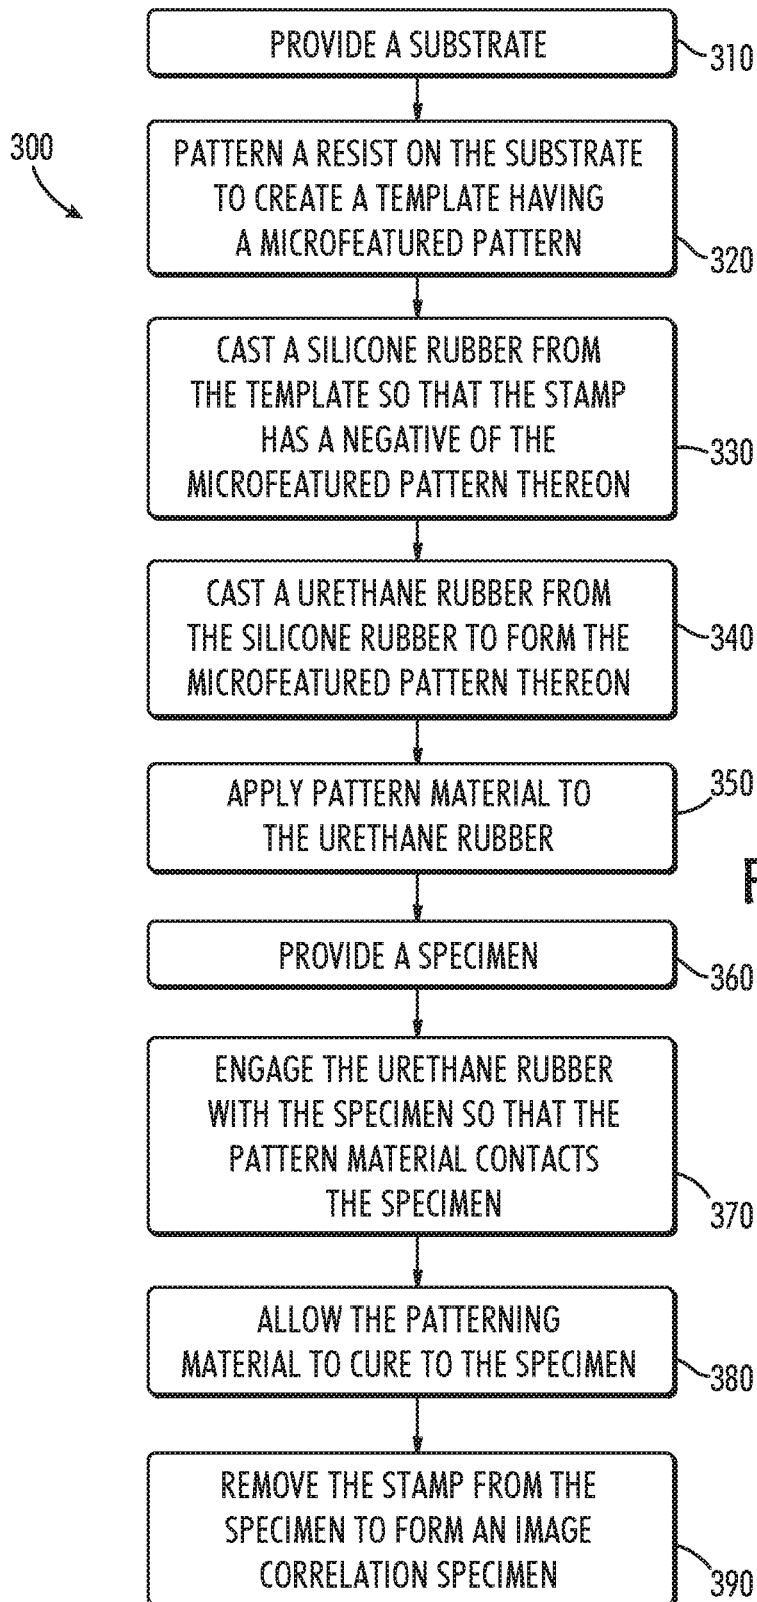 PROVIDE A SUBSTRATE
310
300
PATTERN A RESIST ON THE SUBSTRATE
TO CREATE A TEMPLATE HAVING
A MICROFEATURED PATTERN
320
CAST A SILICONE RUBBER FROM
THE TEMPLATE SO THAT THE STAMP
HAS A NEGATIVE OF THE
MICROFEATURED PATTERN THEREON
330
CAST A URETHANE RUBBER FROM
THE SILICONE RUBBER TO FORM THE
MICROFEATURED PATTERN THEREON
340
APPLY PATTERN MATERIAL TO
THE URETHANE RUBBER
350
PROVIDE A SPECIMEN
360
ENGAGE THE URETHANE RUBBER
WITH THE SPECIMEN SO THAT THE
PATTERN MATERIAL CONTACTS
THE SPECIMEN
370
ALLOW THE PATTERNING
MATERIAL TO CURE TO THE SPECIMEN
380
REMOVE THE STAMP FROM THE
SPECIMEN TO FORM AN IMAGE
CORRELATION SPECIMEN
390